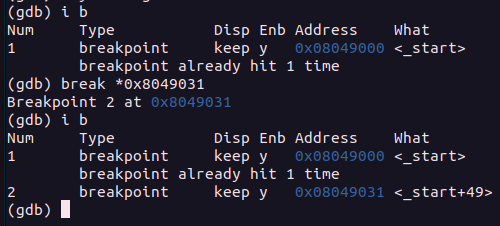 (gdb) i b
Num     Type           Disp Enb Address    What
1       breakpoint     keep y   0x08049000 <_start>
        breakpoint already hit 1 time
(gdb) break *0x8049031
Breakpoint 2 at 0x8049031
(gdb) i b
Num     Type           Disp Enb Address    What
1       breakpoint     keep y   0x08049000 <_start>
        breakpoint already hit 1 time
2       breakpoint     keep y   0x08049031 <_start+49>
(gdb)